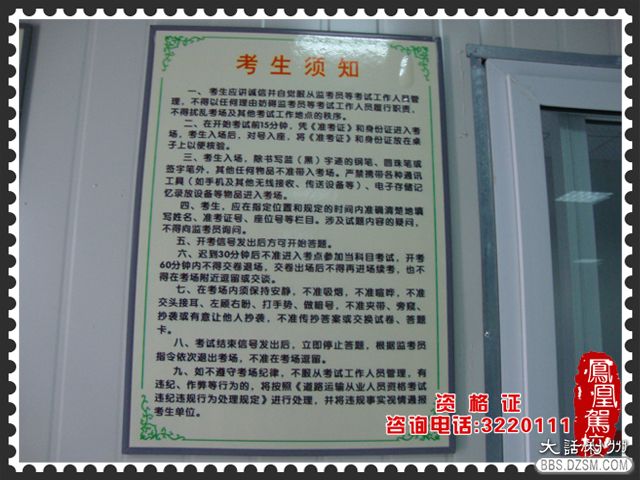 考生须知
一、考生应讲诚信并自觉服从监考员等考试工作人员管
理，不得以任何理由妨碍监考员等考试工作人员履行职责，
不得扰乱考场及其他考试工作地点的秩序。
二、在开始考试前15分钟，凭《准考证》和身份证进入考
场，考生入场后，对号入座，将《准考证》和身份证放在桌
子上以便核验。
三、考生入场，除书写蓝（黑）字迹的钢笔、圆珠笔或
签字笔外，其他任何物品不准带入考场。严禁携带各种通讯
工具（如手机及其他无线接收、传送设备等）、电子存储记
忆录放设备等物品进入考场。
四、考生，应在指定位置和规定的时间内准确清楚地填
写姓名、准考证号、座位号等栏目。涉及试题内容的疑问，
不得向监考员询问。
五、开考信号发出后方可开始答题。
六、迟到30分钟后不准进入考点参加当科目考试，开考
60分钟内不得交卷退场，交卷出场后不得再进场续考，也不
得在考场附近逗留或交谈。
七、在考场内须保持安静，不准吸烟，不准喧哗，不准
交头接耳、左顾右盼、打手势、做暗号，不准夹带、旁窥、
抄袭或有意让他人抄袭，不准传抄答案或交换试卷、答题
卡。
八、考试结束信号发出后，立即停止答题，根据监考员
指令依次退出考场，不准在考场逗留。
九、如不遵守考场纪律，不服从考试工作人员管理，有
违纪、作弊等行为的，将按照《道路运输从业人员资格考试
违纪违规行为处理规定》进行处理，并将违规事实视情通报
考生单位。
资格证
咨询电话:3220111
鳳凰駕
大話
BBS.DZSM.COM